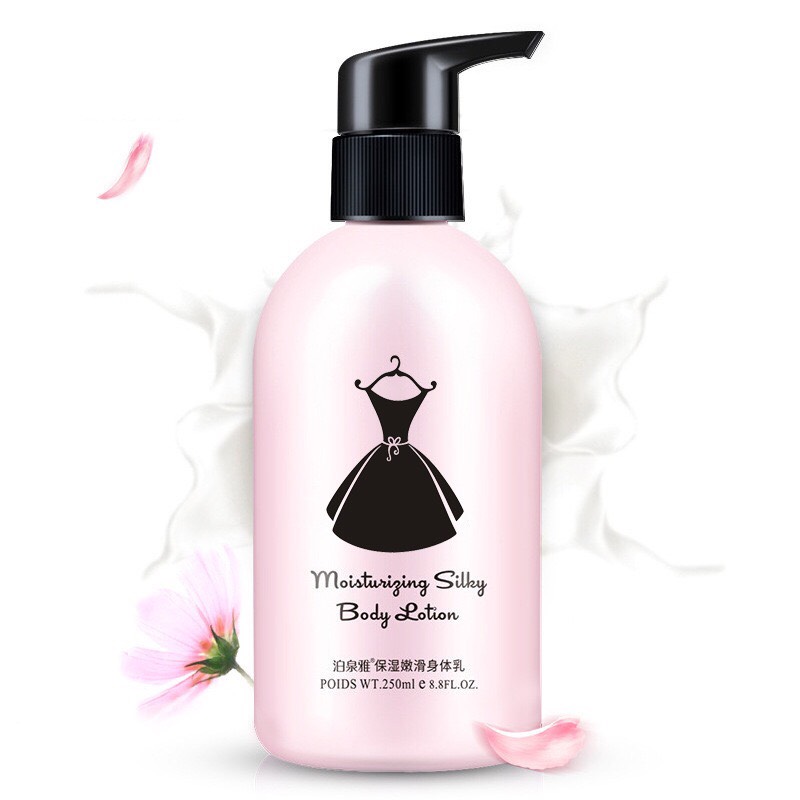 Moisturizing Silky
Body Lotion
泊泉雅®保湿嫩滑身体乳
POIDS WT.250ml e 8.8FL.OZ.